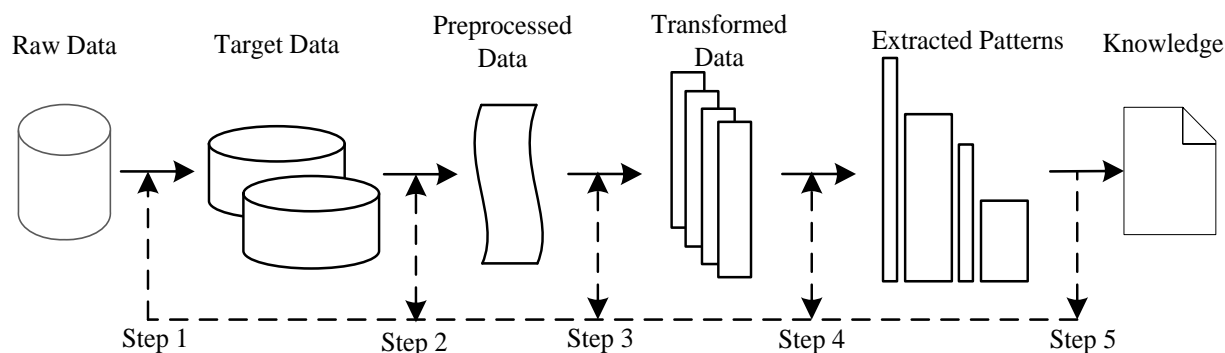 Raw Data
Target Data
Preprocessed
Data
Transformed
Data
Extracted Patterns
Knowledge
Step 1
Step 2
Step 3
Step 4
Step 5